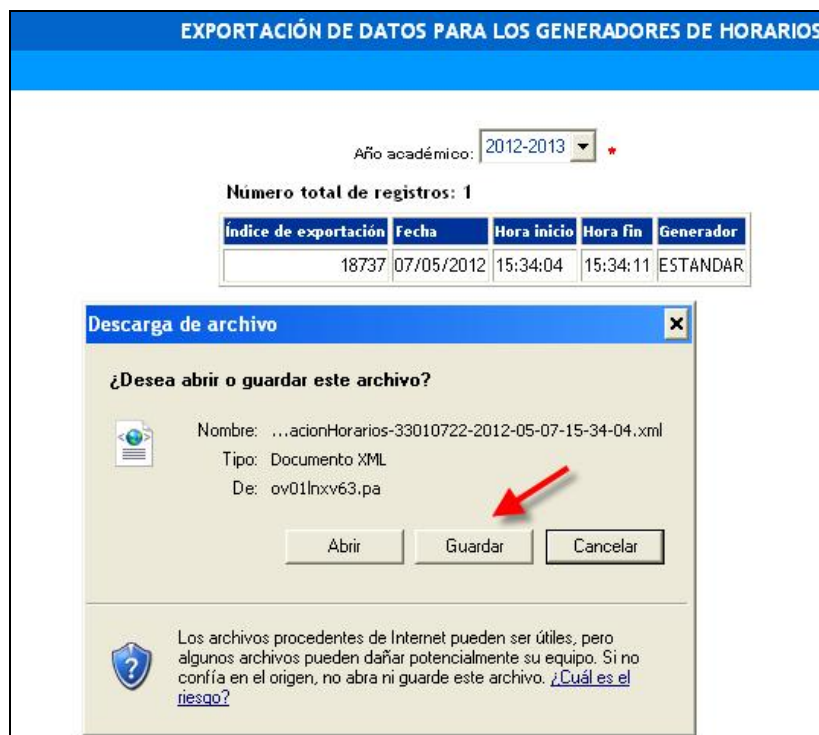 EXPORTACIÓN DE DATOS PARA LOS GENERADORES DE HORARIOS
Año académico: 2012-2013 *
Número total de registros: 1
Índice de exportación Fecha Hora inicio Hora fin Generador
18737 07/05/2012 15:34:04 15:34:11 ESTANDAR
Descarga de archivo
¿Desea abrir o guardar este archivo?
Nombre: ...acionHorarios-33010722-2012-05-07-15-34-04.xml
Tipo: Documento XML
De: ov01lnxv63.pa
Abrir Guardar Cancelar
Los archivos procedentes de Internet pueden ser útiles, pero
algunos archivos pueden dañar potencialmente su equipo. Si no
confía en el origen, no abra ni guarde este archivo. ¿Cuál es el
riesgo?